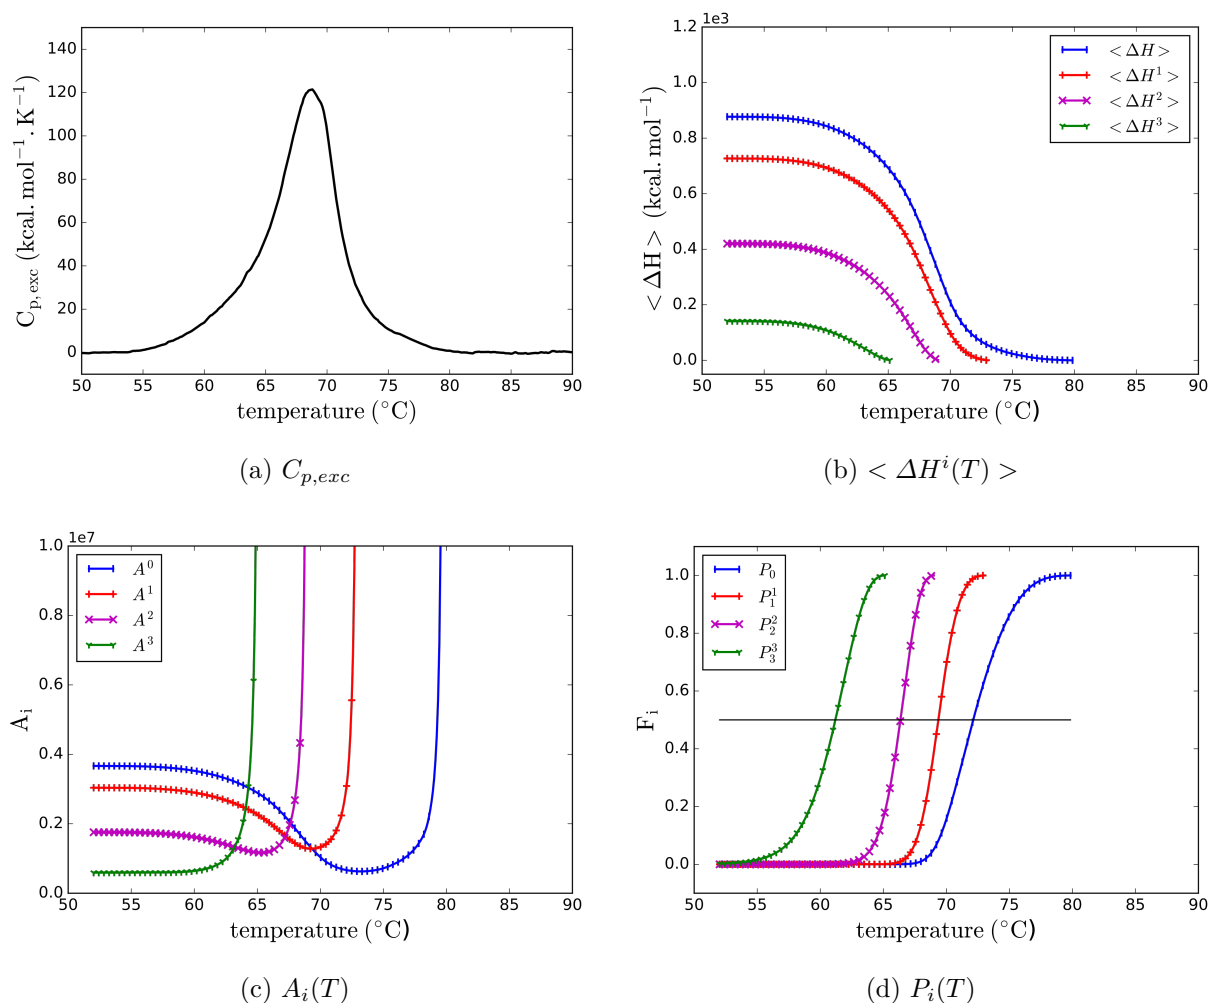 140
120
100
80
60
40
20
0
C_{p,exc} (kcal. mol^{-1}. K^{-1})
50 55 60 65 70 75 80 85 90
temperature (°C)
(a) C_{p,exc}
1e3
1.2
1.0
0.8
0.6
0.4
0.2
0.0
< ΔH > (kcal. mol^{-1})
< ΔH >
< ΔH^1 >
< ΔH^2 >
< ΔH^3 >
50 55 60 65 70 75 80 85 90
temperature (°C)
(b) < ΔH^i(T) >
1e7
1.0
0.8
0.6
0.4
0.2
0.0
A_i
A^0
A^1
A^2
A^3
50 55 60 65 70 75 80 85 90
temperature (°C)
(c) A_i(T)
1.0
0.8
0.6
0.4
0.2
0.0
F_i
P_0
P_1^1
P_2^2
P_3^3
50 55 60 65 70 75 80 85 90
temperature (°C)
(d) P_i(T)